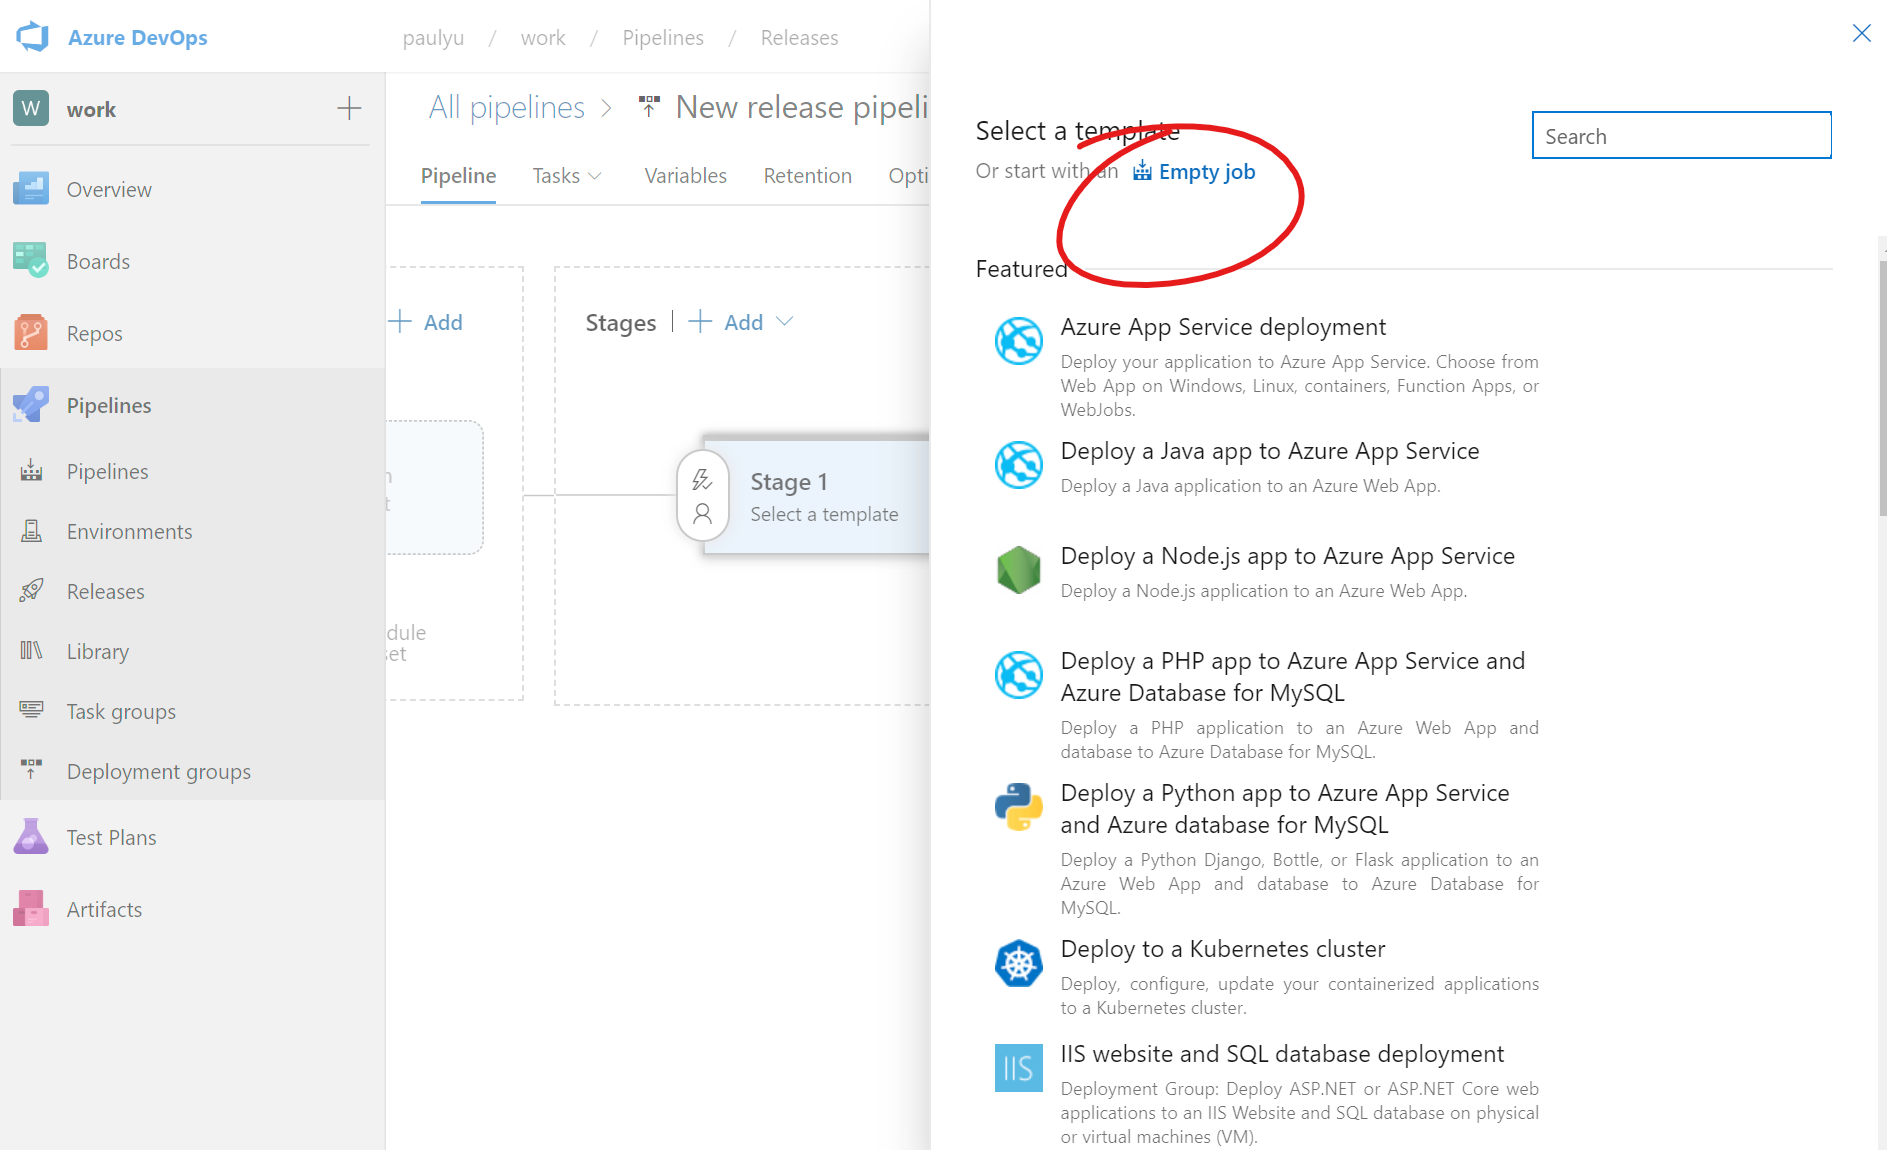 Azure DevOps
paulyu / work / Pipelines / Releases
W work
Overview
Boards
Repos
Pipelines
Pipelines
Environments
Releases
Library
Task groups
Deployment groups
Test Plans
Artifacts
All pipelines > New release pipeli
Pipeline Tasks Variables Retention Opti
Add
Stages | Add
Stage 1
Select a template
dule
set
Select a template
Or start with an Empty job
Search
Featured
Azure App Service deployment
Deploy your application to Azure App Service. Choose from
Web App on Windows, Linux, containers, Function Apps, or
WebJobs.
Deploy a Java app to Azure App Service
Deploy a Java application to an Azure Web App.
Deploy a Node.js app to Azure App Service
Deploy a Node.js application to an Azure Web App.
Deploy a PHP app to Azure App Service and
Azure Database for MySQL
Deploy a PHP application to an Azure Web App and
database to Azure Database for MySQL.
Deploy a Python app to Azure App Service
and Azure database for MySQL
Deploy a Python Django, Bottle, or Flask application to an
Azure Web App and database to Azure Database for
MySQL.
Deploy to a Kubernetes cluster
Deploy, configure, update your containerized applications
to a Kubernetes cluster.
IIS
IIS website and SQL database deployment
Deployment Group: Deploy ASP.NET or ASP.NET Core web
applications to an IIS Website and SQL database on physical
or virtual machines (VM).